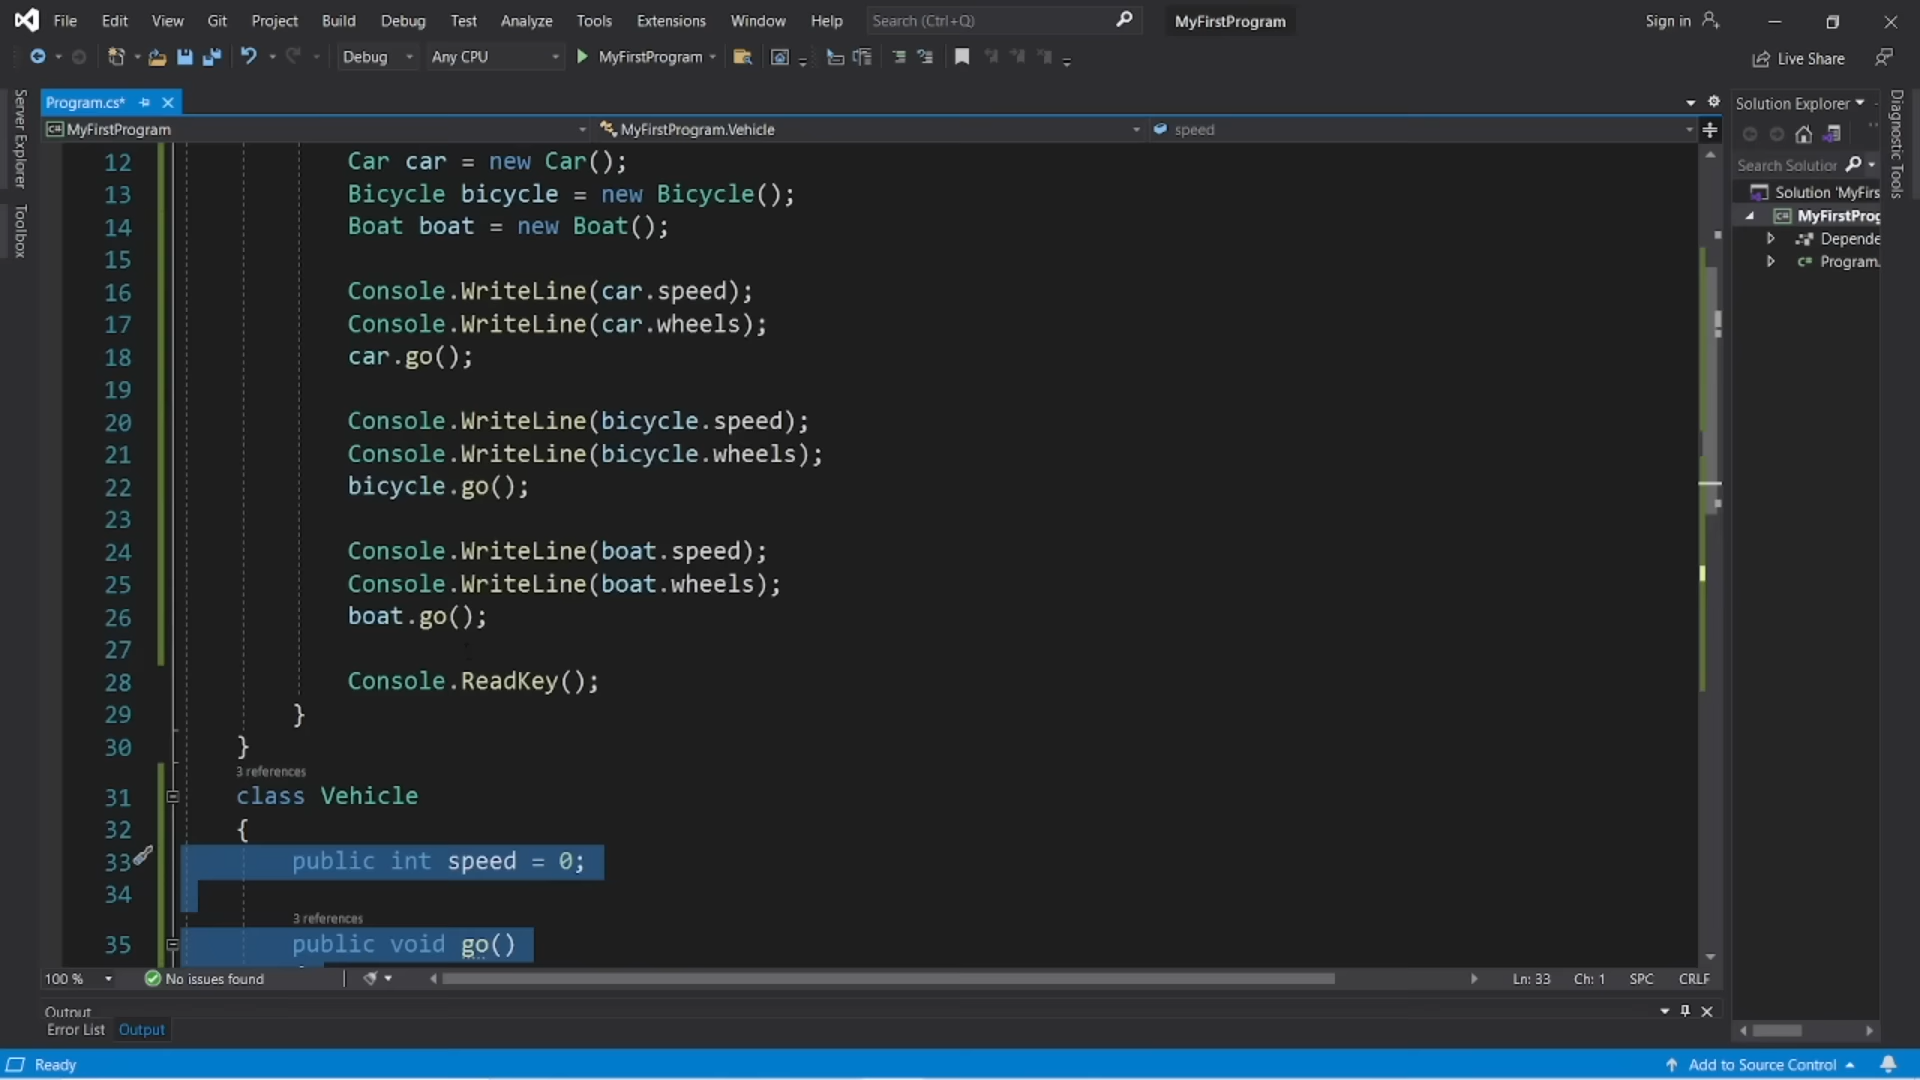 File Edit View Git Project Build Debug Test Analyze Tools Extensions Window Help Search (Ctrl+Q) MyFirstProgram Sign in
Debug Any CPU MyFirstProgram Live Share
Server Explorer
Toolbox
Program.cs*
MyFirstProgram MyFirstProgram.Vehicle speed
12 Car car = new Car();
13 Bicycle bicycle = new Bicycle();
14 Boat boat = new Boat();
15
16 Console.WriteLine(car.speed);
17 Console.WriteLine(car.wheels);
18 car.go();
19
20 Console.WriteLine(bicycle.speed);
21 Console.WriteLine(bicycle.wheels);
22 bicycle.go();
23
24 Console.WriteLine(boat.speed);
25 Console.WriteLine(boat.wheels);
26 boat.go();
27
28 Console.ReadKey();
29 }
30 }
3 references
31 class Vehicle
32 {
33 public int speed = 0;
34
3 references
35 public void go()
100 % No issues found Ln: 33 Ch: 1 SPC CRLF
Output
Error List Output
Ready Add to Source Control
Solution Explorer
Search Solutior
Solution 'MyFirs
MyFirstProg
Depende
Program.
Diagnostic Tools